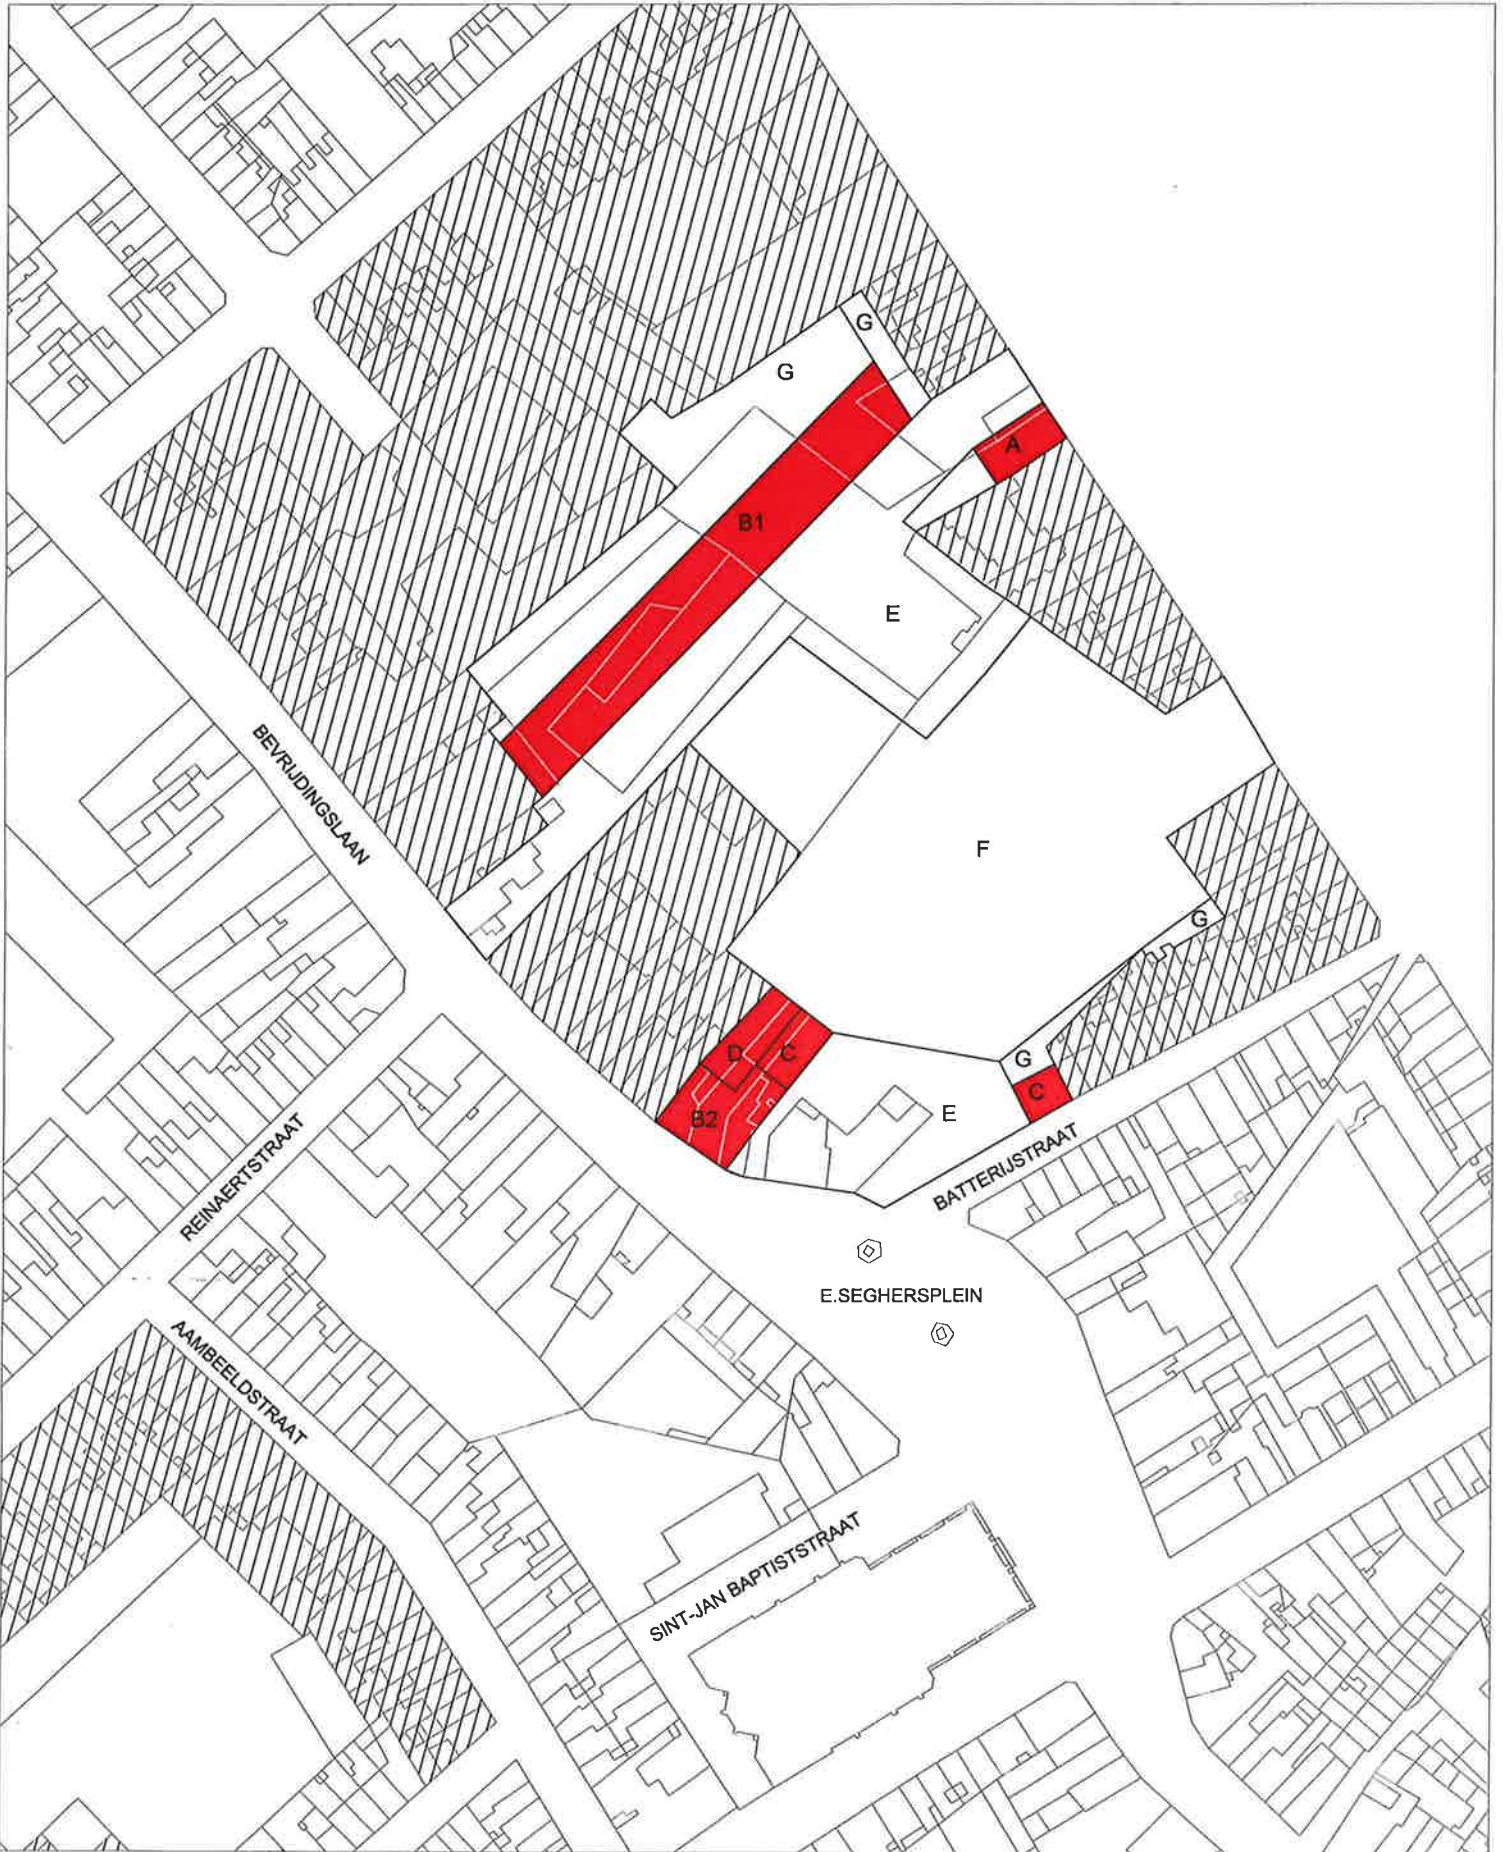 G
G
A
B1
E
BEVRIJDINGSLAAN
F
G
D
C
G
C
B2
E
REINAERTSTRAAT
BATTERIJSTRAAT
E.SEGHERSPLEIN
AAMBEELDSTRAAT
SINT-JAN BAPTISTSTRAAT